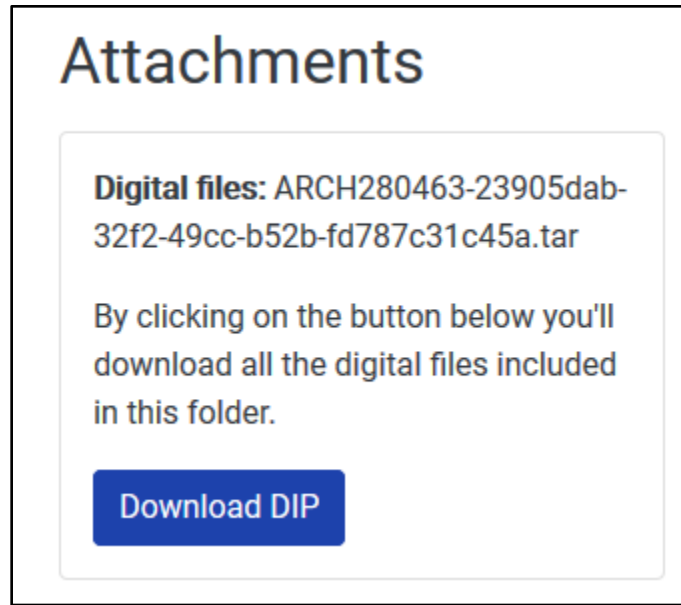 Attachments
Digital files: ARCH280463-23905dab-
32f2-49cc-b52b-fd787c31c45a.tar
By clicking on the button below you'll
download all the digital files included
in this folder.
Download DIP